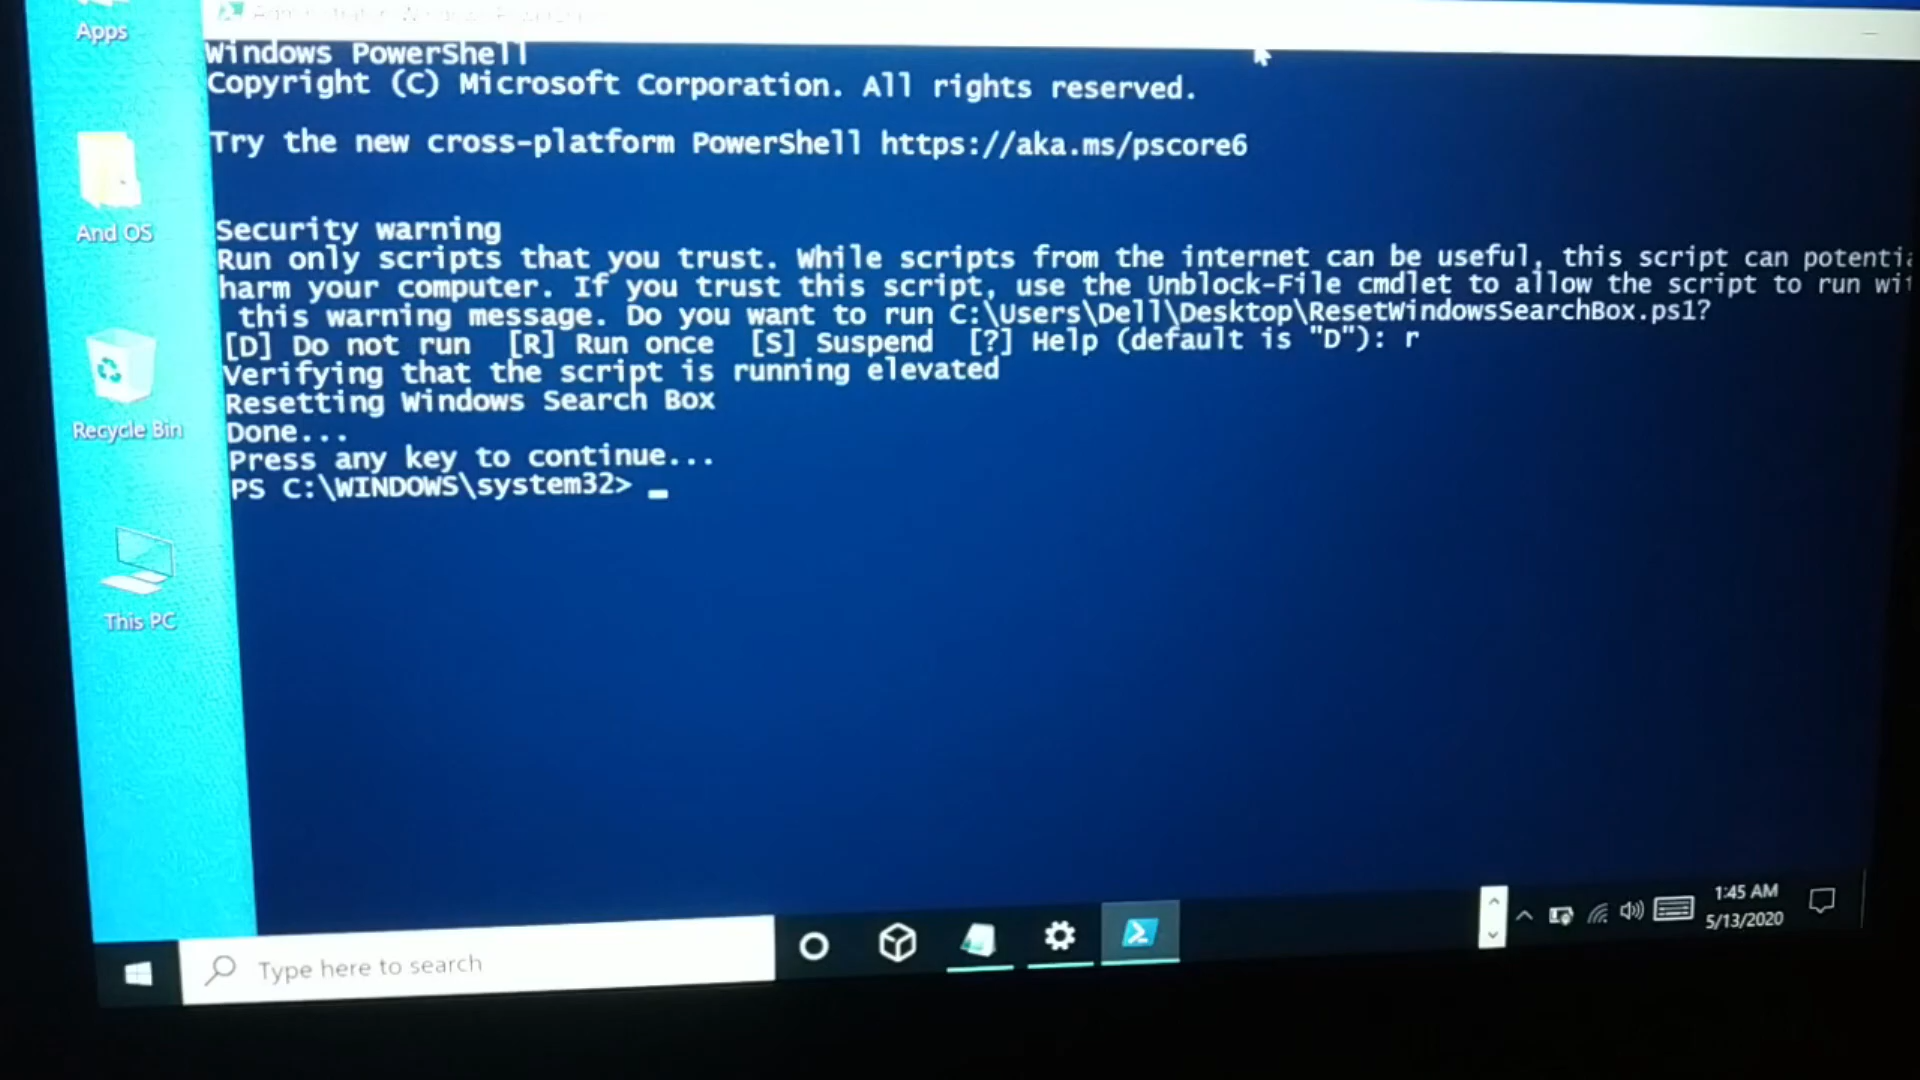 Apps
And OS
Recycle Bin
This PC
Windows PowerShell
Copyright (C) Microsoft Corporation. All rights reserved.
Try the new cross-platform PowerShell https://aka.ms/pscore6
Security warning
Run only scripts that you trust. While scripts from the internet can be useful, this script can potentia
harm your computer. If you trust this script, use the Unblock-File cmdlet to allow the script to run wit
this warning message. Do you want to run C:\Users\Dell\Desktop\ResetWindowsSearchBox.ps1?
[D] Do not run [R] Run once [S] Suspend [?] Help (default is "D"): r
Verifying that the script is running elevated
Resetting Windows Search Box
Done...
Press any key to continue...
PS C:\WINDOWS\system32>
Type here to search
1:45 AM
5/13/2020